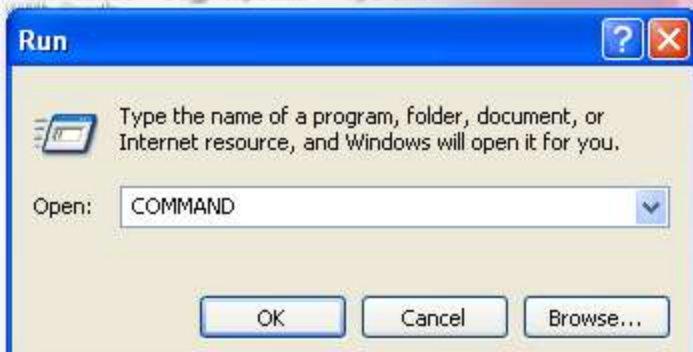 Run
Type the name of a program, folder, document, or
Internet resource, and Windows will open it for you.
Open: COMMAND
OK Cancel Browse...